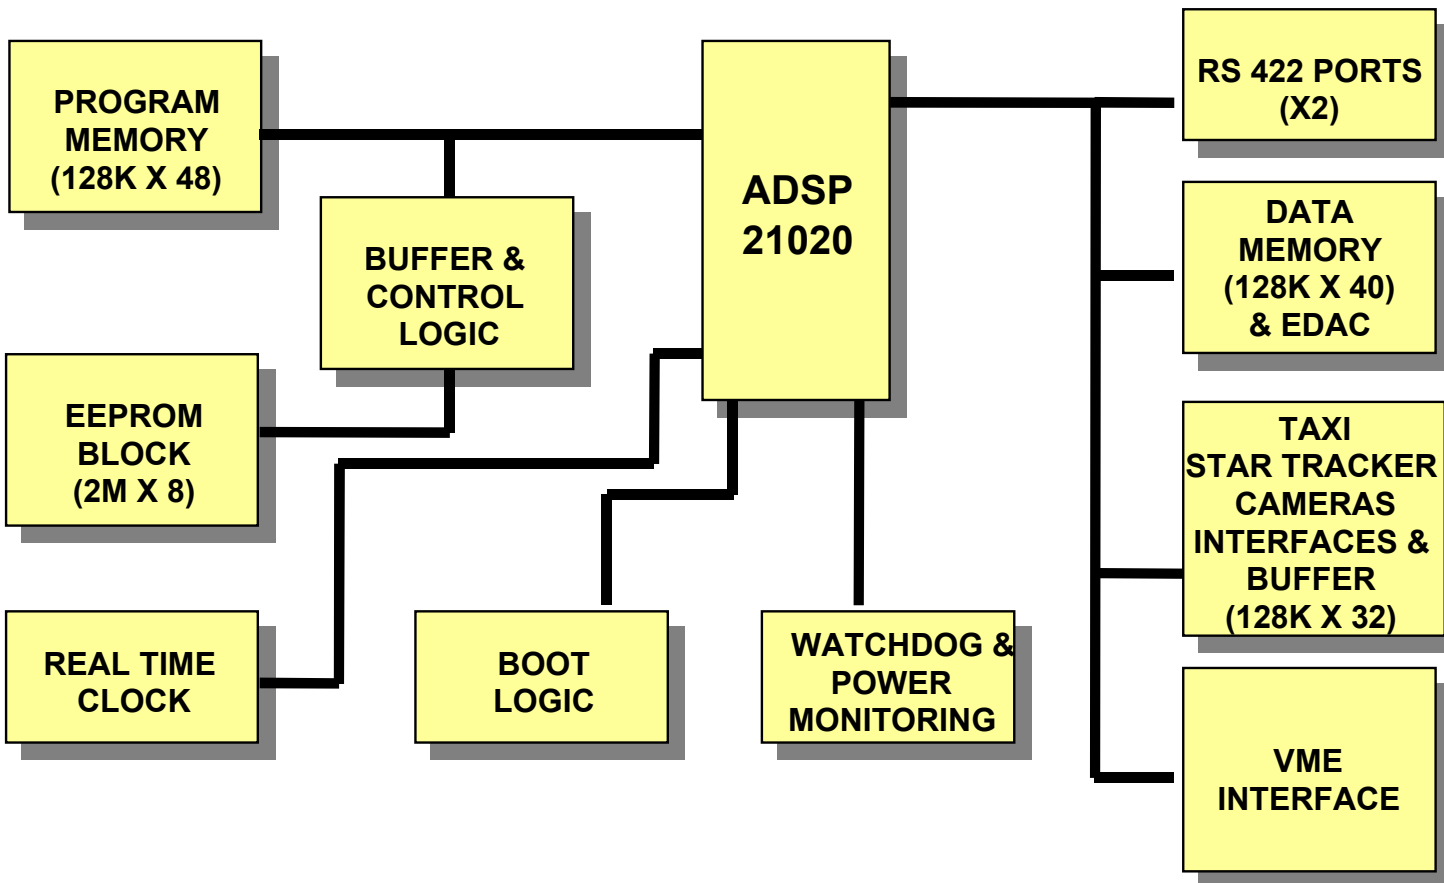 PROGRAM
MEMORY
(128K X 48)
BUFFER &
CONTROL
LOGIC
EEPROM
BLOCK
(2M X 8)
REAL TIME
CLOCK
BOOT
LOGIC
WATCHDOG &
POWER
MONITORING
ADSP
21020
RS 422 PORTS
(X2)
DATA
MEMORY
(128K X 40)
& EDAC
TAXI
STAR TRACKER
CAMERAS
INTERFACES &
BUFFER
(128K X 32)
VME
INTERFACE